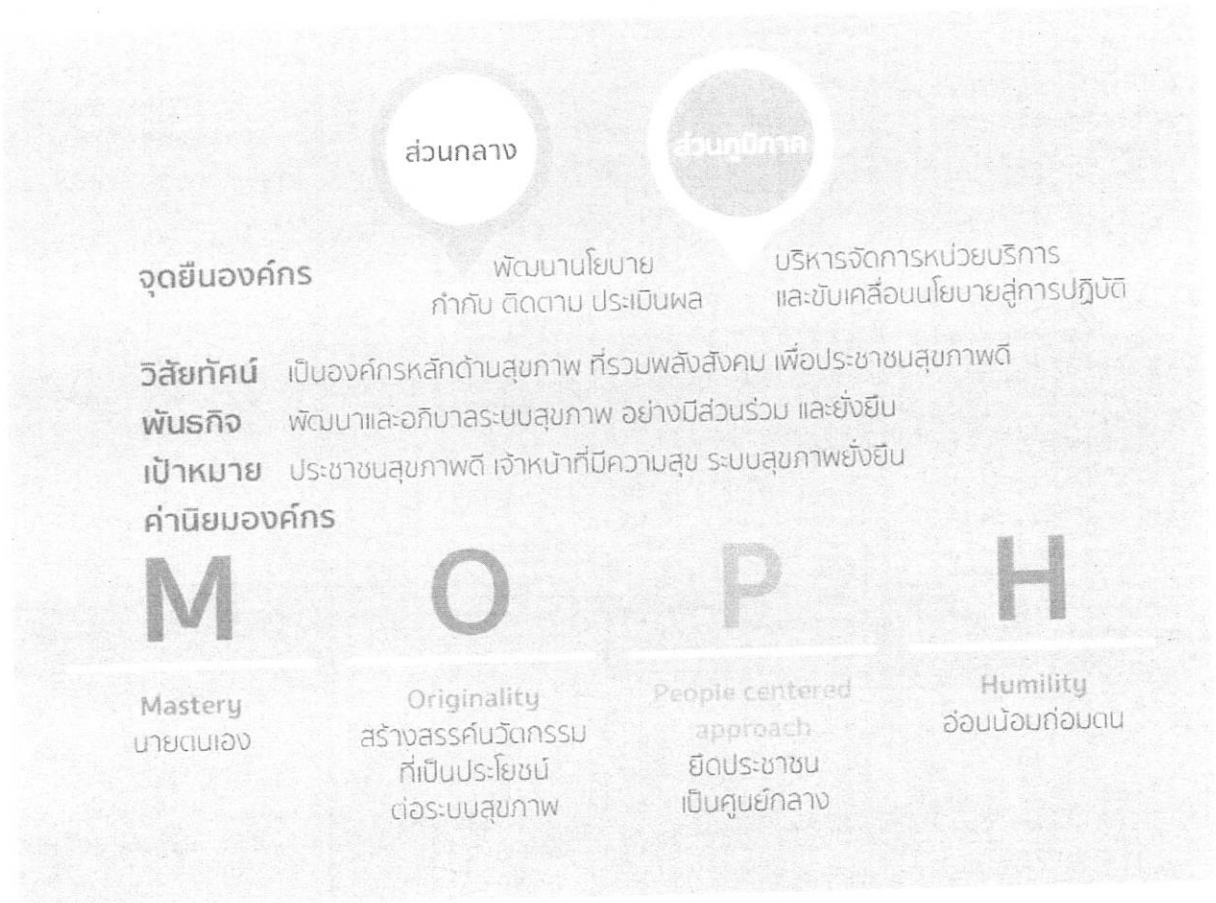 ส่วนกลาง
ส่วนภูมิภาค
จุดยืนองค์กร
พัฒนานโยบาย
กำกับ ติดตาม ประเมินผล
บริหารจัดการหน่วยบริการ
และขับเคลื่อนนโยบายสู่การปฏิบัติ
วิสัยทัศน์ เป็นองค์กรหลักด้านสุขภาพ ที่รวมพลังสังคม เพื่อประชาชนสุขภาพดี
พันธกิจ พัฒนาและอภิบาลระบบสุขภาพ อย่างมีส่วนร่วม และยั่งยืน
เป้าหมาย ประชาชนสุขภาพดี เจ้าหน้าที่มีความสุข ระบบสุขภาพยั่งยืน
ค่านิยมองค์กร
M O P H
Mastery
นายตนเอง
Originality
สร้างสรรค์นวัตกรรม
ที่เป็นประโยชน์
ต่อระบบสุขภาพ
People centered
approach
ยึดประชาชน
เป็นศูนย์กลาง
Humility
อ่อนน้อมถ่อมตน